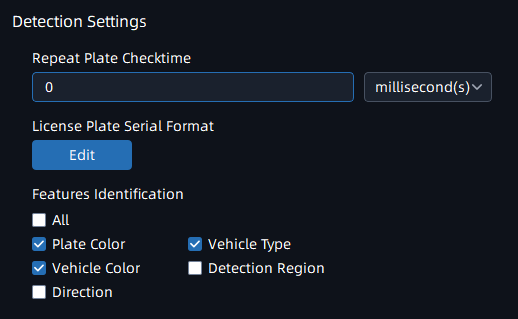 Detection Settings
Repeat Plate Checktime
0 millisecond(s)
License Plate Serial Format
Edit
Features Identification
All
Plate Color Vehicle Type
Vehicle Color Detection Region
Direction